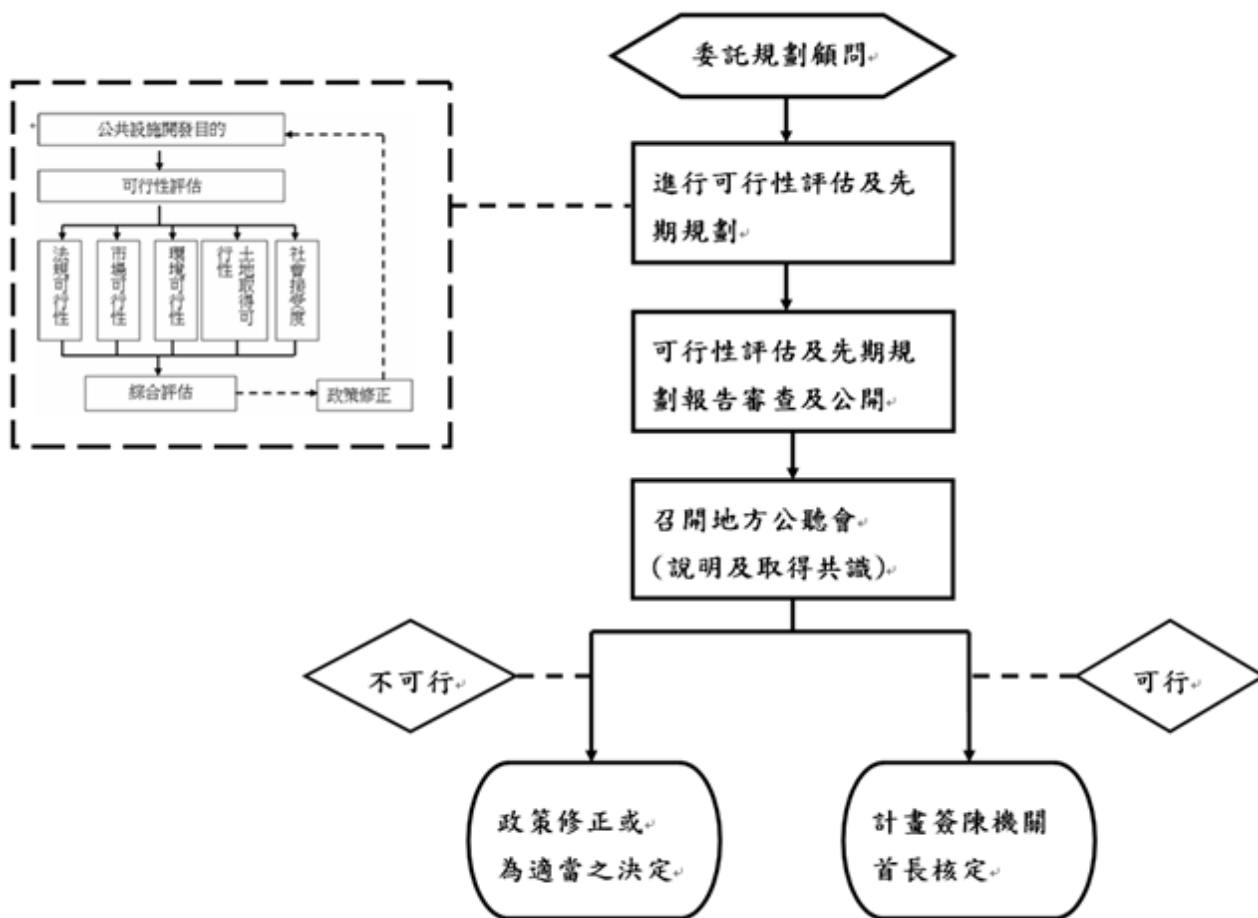 委託規劃顧問
公共設施開發目的
可行性評估
法規可行性
市場可行性
環境可行性
土地取得可
行性
社會接受度
綜合評估
政策修正
進行可行性評估及先
期規劃
可行性評估及先期規
劃報告審查及公開
召開地方公聽會
(說明及取得共識)
不可行
可行
政策修正或
為適當之決定
計畫簽陳機關
首長核定